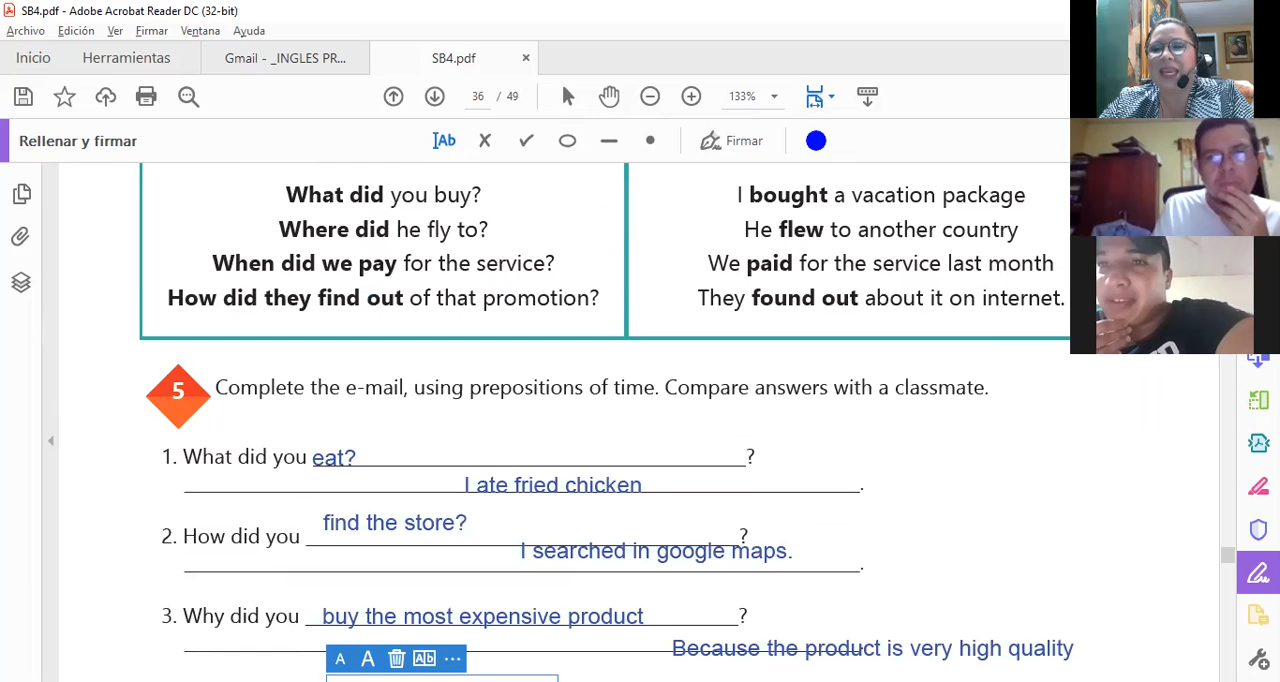 SB4.pdf - Adobe Acrobat Reader DC (32-bit)
Archivo Edición Ver Firmar Ventana Ayuda
Inicio Herramientas Gmail - _INGLES PR... SB4.pdf ×
36 / 49 133%
Rellenar y firmar Ab Firmar
What did you buy? I bought a vacation package
Where did he fly to? He flew to another country
When did we pay for the service? We paid for the service last month
How did they find out of that promotion? They found out about it on internet.
5 Complete the e-mail, using prepositions of time. Compare answers with a classmate.
1. What did you eat? ?
I ate fried chicken .
2. How did you find the store? ?
I searched in google maps. .
3. Why did you buy the most expensive product ?
Because the product is very high quality
A A Ab ...